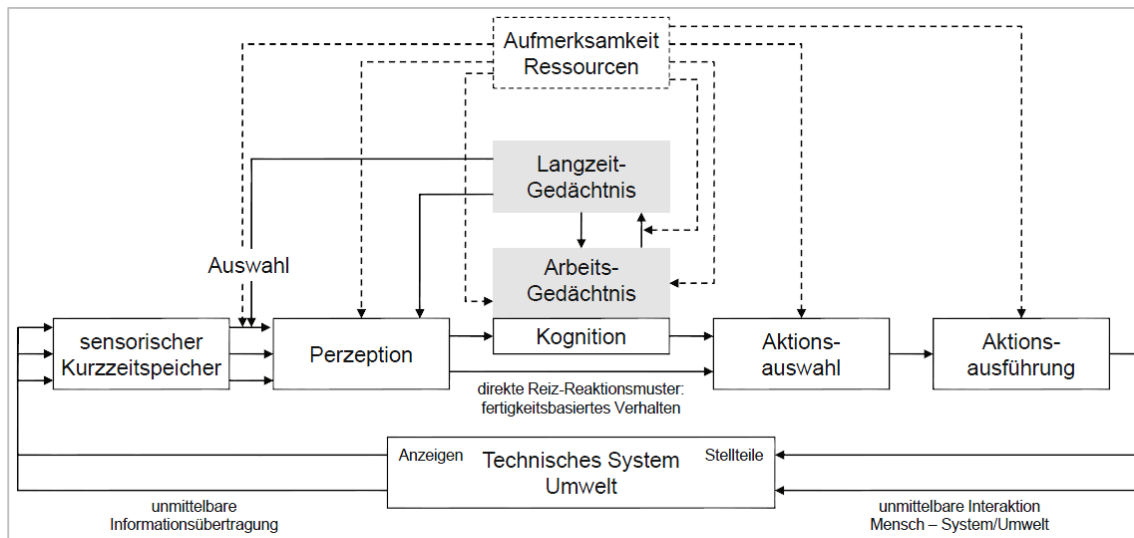 Aufmerksamkeit
Ressourcen
Langzeit-
Gedächtnis
Auswahl
Arbeits-
Gedächtnis
sensorischer
Kurzzeitspeicher
Perzeption
Kognition
Aktions-
auswahl
Aktions-
ausführung
direkte Reiz-Reaktionsmuster:
fertigkeitsbasiertes Verhalten
Anzeigen
Technisches System
Umwelt
Stellteile
unmittelbare
Informationsübertragung
unmittelbare Interaktion
Mensch – System/Umwelt